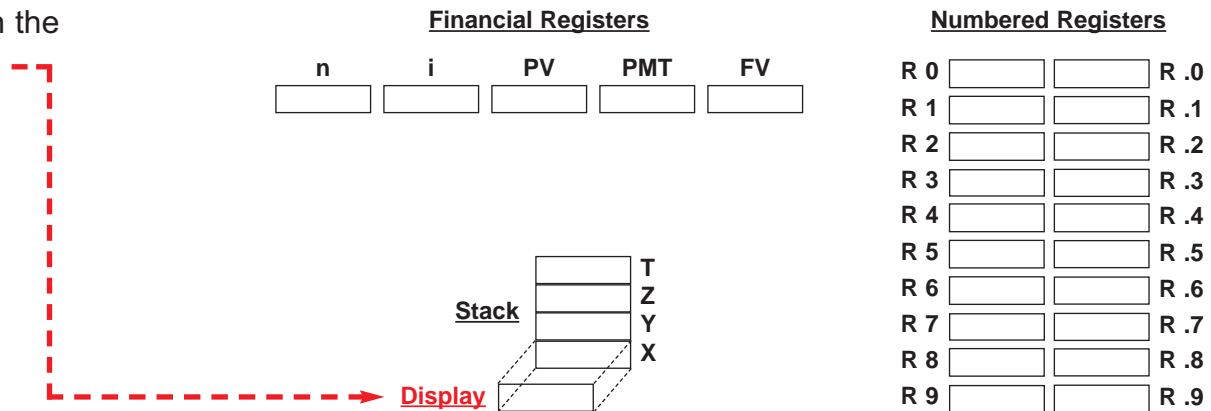 n the
Financial Registers
n i PV PMT FV
Stack
T
Z
Y
X
Display
Numbered Registers
R 0 R .0
R 1 R .1
R 2 R .2
R 3 R .3
R 4 R .4
R 5 R .5
R 6 R .6
R 7 R .7
R 8 R .8
R 9 R .9